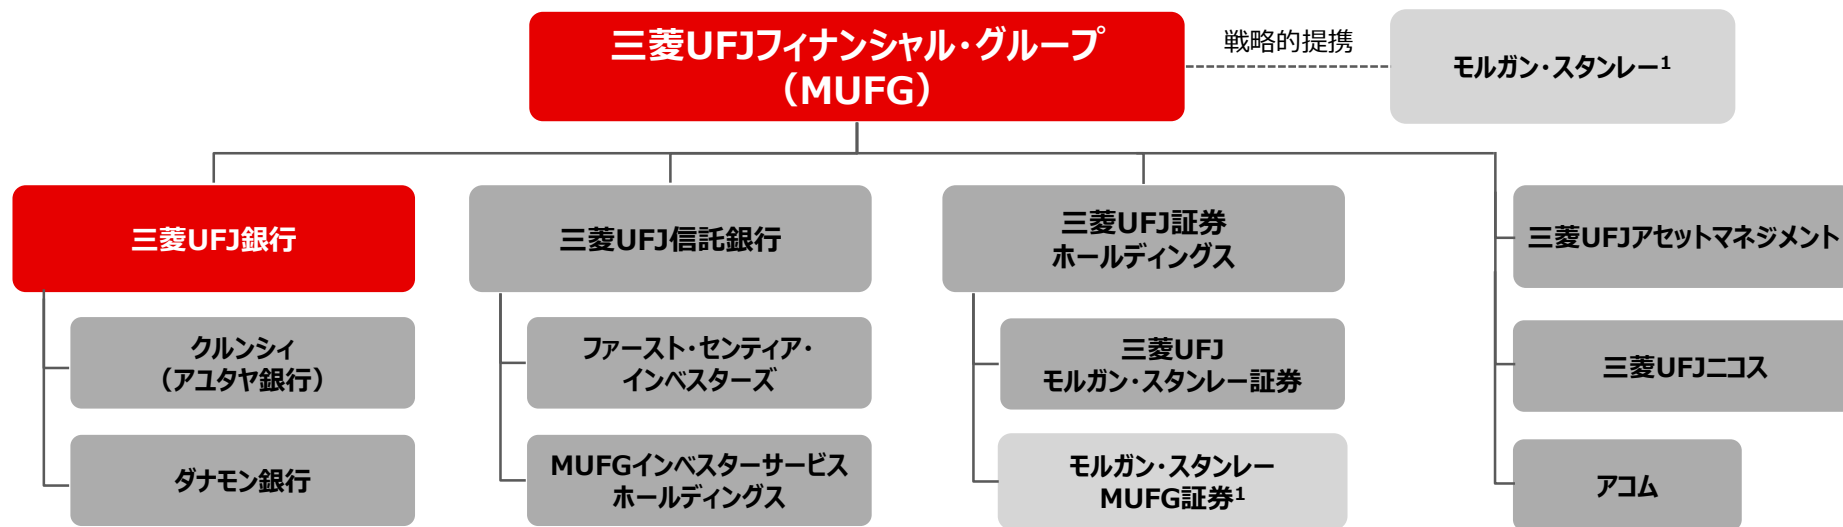 三菱UFJフィナンシャル・グループ
（MUFG）
戦略的提携
モルガン・スタンレー1
三菱UFJ銀行
三菱UFJ信託銀行
三菱UFJ証券
ホールディングス
三菱UFJアセットマネジメント
クルンシィ
（アユタヤ銀行）
ファースト・センティア・
インベスターズ
三菱UFJ
モルガン・スタンレー証券
三菱UFJニコス
ダナモン銀行
MUFGインベスターサービス
ホールディングス
モルガン・スタンレー
MUFG証券1
アコム